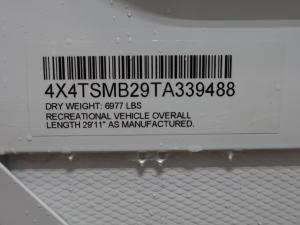 4X4TSMB29TA339488
DRY WEIGHT: 6977 LBS
RECREATIONAL VEHICLE OVERALL
LENGTH 29'11" AS MANUFACTURED.